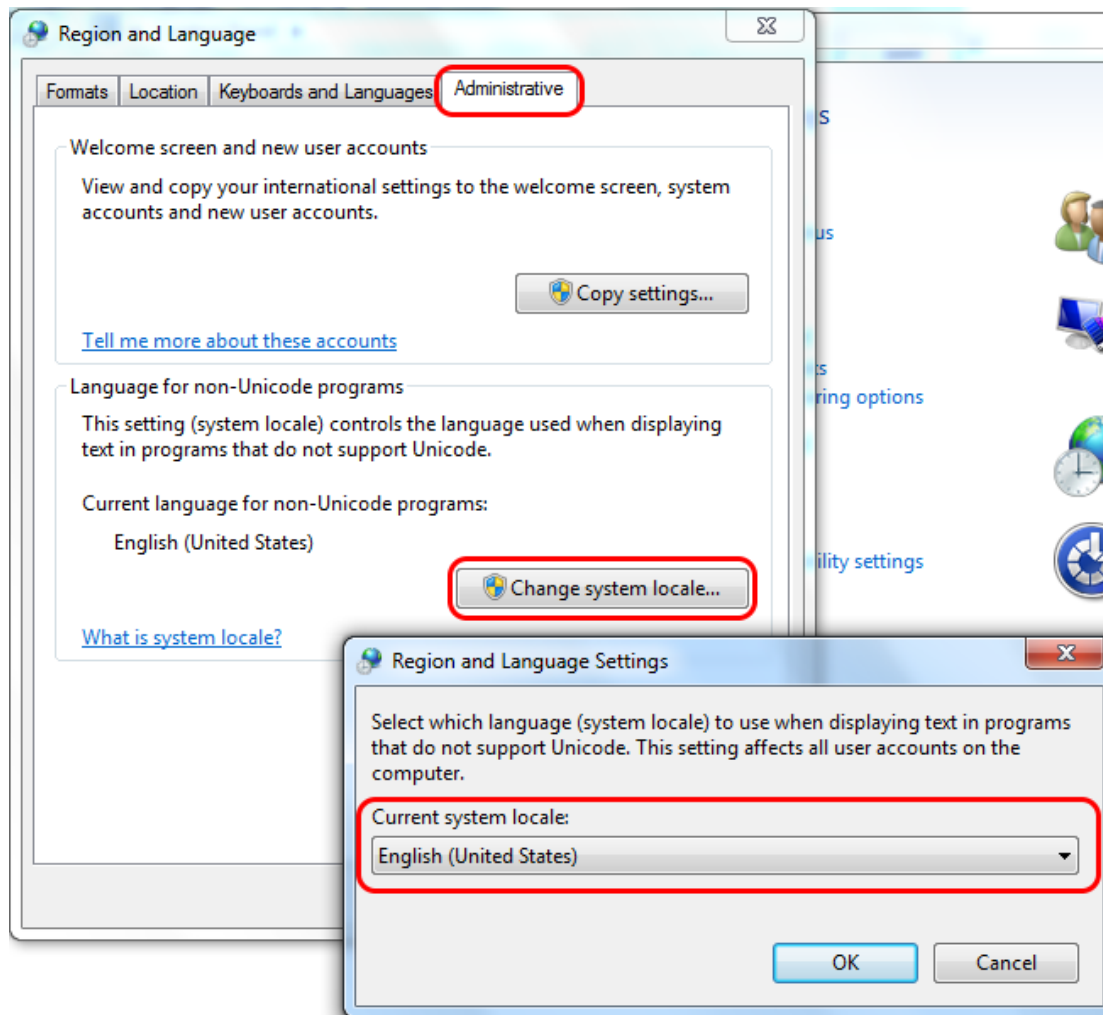 Region and Language
Formats
Location
Keyboards and Languages
Administrative
Welcome screen and new user accounts
View and copy your international settings to the welcome screen, system
accounts and new user accounts.
Copy settings...
Tell me more about these accounts
Language for non-Unicode programs
This setting (system locale) controls the language used when displaying
text in programs that do not support Unicode.
Current language for non-Unicode programs:
English (United States)
Change system locale...
What is system locale?
ring options
ility settings
Region and Language Settings
Select which language (system locale) to use when displaying text in programs
that do not support Unicode. This setting affects all user accounts on the
computer.
Current system locale:
English (United States)
OK
Cancel